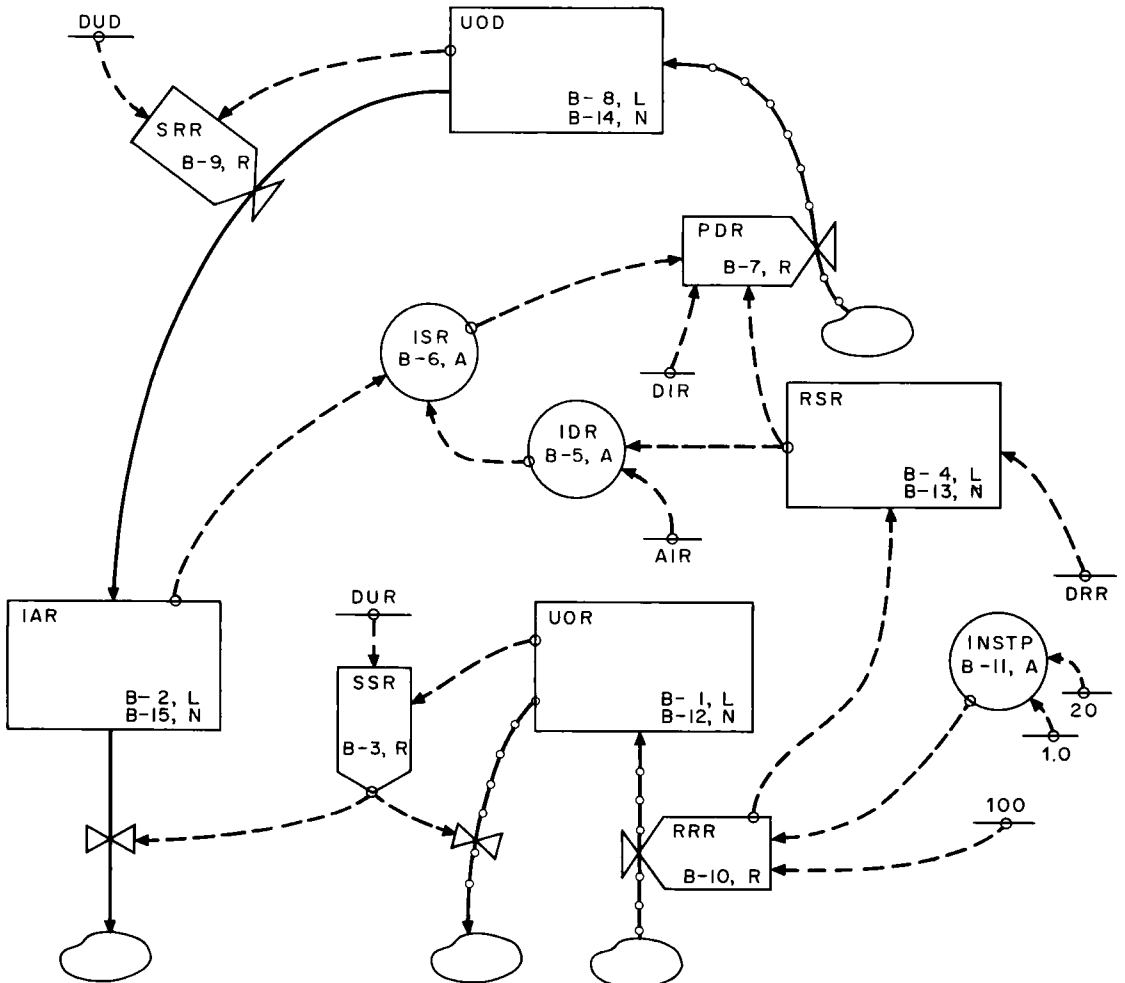 DUD
UOD
B-8, L
B-14, N
SRR
B-9, R
PDR
B-7, R
ISR
B-6, A
DIR
RSR
B-4, L
B-13, N
IDR
B-5, A
AIR
DRR
IAR
B-2, L
B-15, N
DUR
SSR
B-3, R
UOR
B-1, L
B-12, N
INSTP
B-11, A
20
1.0
100
RRR
B-10, R